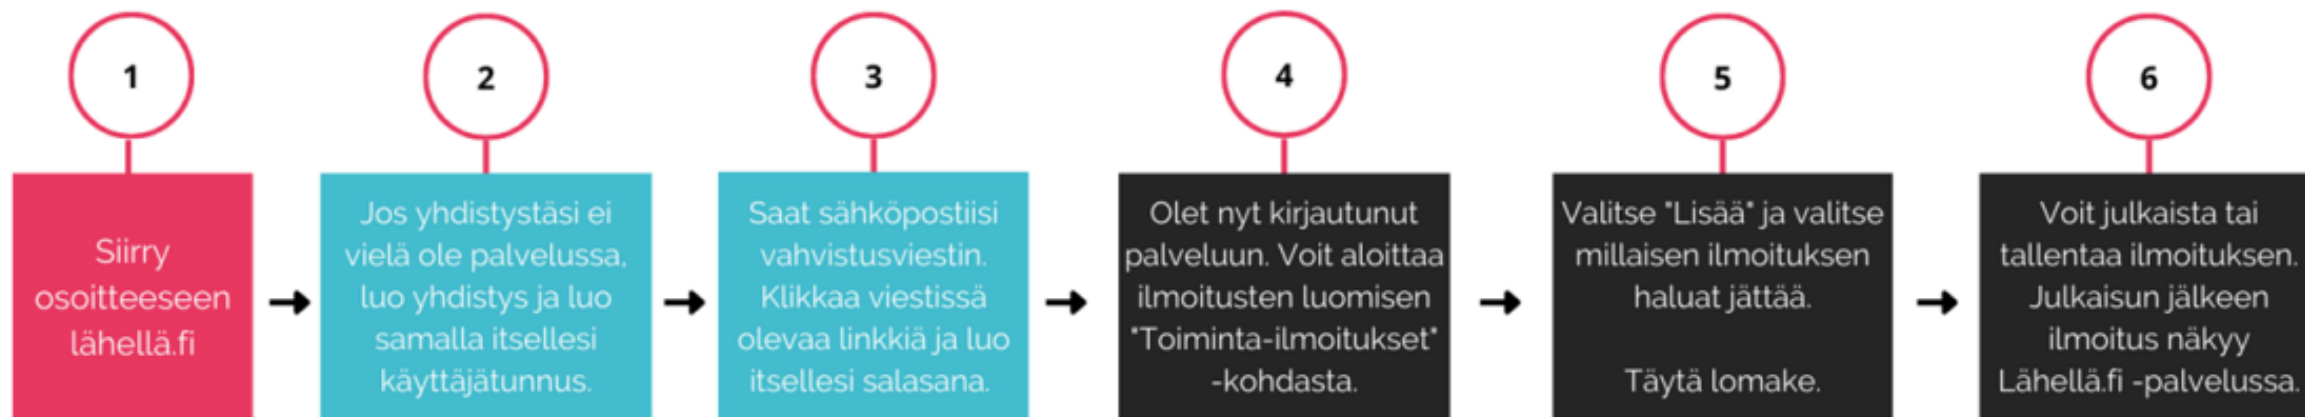 1
Siirry
osoitteeseen
lähellä.fi
2
Jos yhdistystäsi ei
vielä ole palvelussa,
luo yhdistys ja luo
samalla itsellesi
käyttäjätunnus.
3
Saat sähköpostiisi
vahvistusviestin.
Klikkaa viestissä
olevaa linkkiä ja luo
itsellesi salasana.
4
Olet nyt kirjautunut
palveluun. Voit aloittaa
ilmoitusten luomisen
"Toiminta-ilmoitukset"
-kohdasta.
5
Valitse "Lisää" ja valitse
millaisen ilmoituksen
haluat jättää.
Täytä lomake.
6
Voit julkaista tai
tallentaa ilmoituksen.
Julkaisun jälkeen
ilmoitus näkyy
Lähellä.fi -palvelussa.